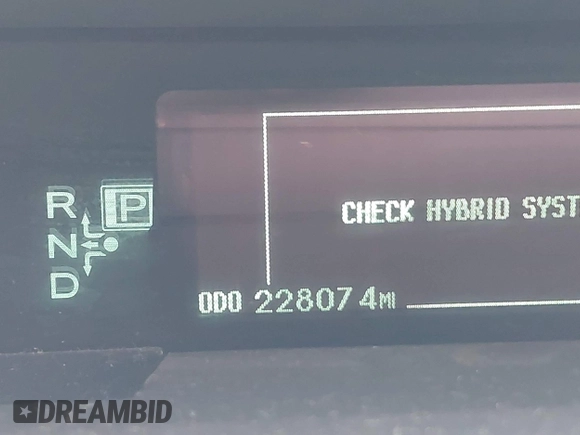 CHECK HYBRID SYST
R P
N
D
ODO 228074MI
DREAMBID